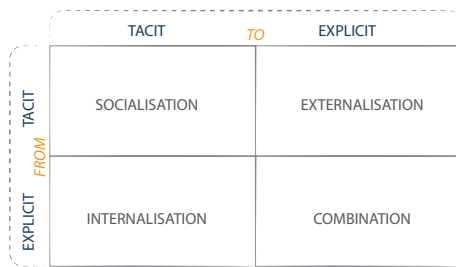 TACIT TO EXPLICIT
TACIT
SOCIALISATION EXTERNALISATION
FROM
EXPLICIT
INTERNALISATION COMBINATION